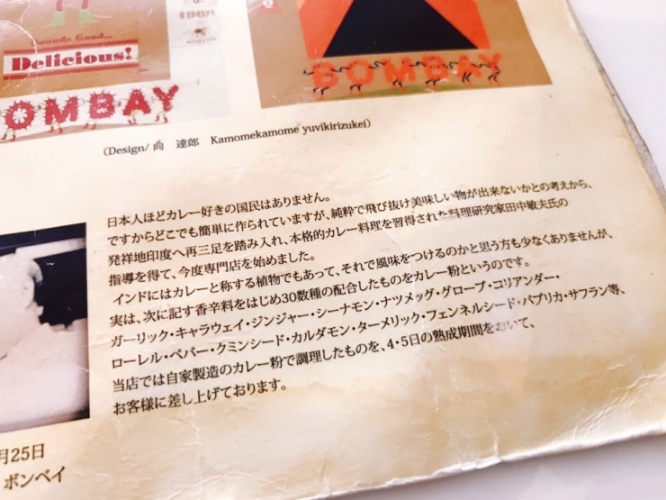 Good...
Delicious!
OMBAY
BOMBAY
(Design/向 達郎 Kamomekamome yuvikirizukei)
日本人ほどカレー好きの国民はありません。
ですからどこでも簡単に作られていますが、純粋で飛び抜け美味しい物が出来ないかとの考えから、
発祥地印度へ再三足を踏み入れ、本格的カレー料理を習得された料理研究家田中敏夫氏の
指導を得て、今度専門店を始めました。
インドにはカレーと称する植物でもあって、それで風味をつけるのかと思う方も少なくありませんが、
実は、次に記す香辛料をはじめ30数種の配合したものをカレー粉というのです。
ガーリック・キャラウェイ・ジンジャー・シーナモン・ナツメッグ・グローブ・コリアンダー・
ローレル・ペパー・クミンシード・カルダモン・ターメリック・フェンネルシード・パプリカ・サフラン等、
当店では自家製造のカレー粉で調理したものを、4・5日の熟成期間をおいて、
お客様に差し上げております。
月25日
ボンベイ